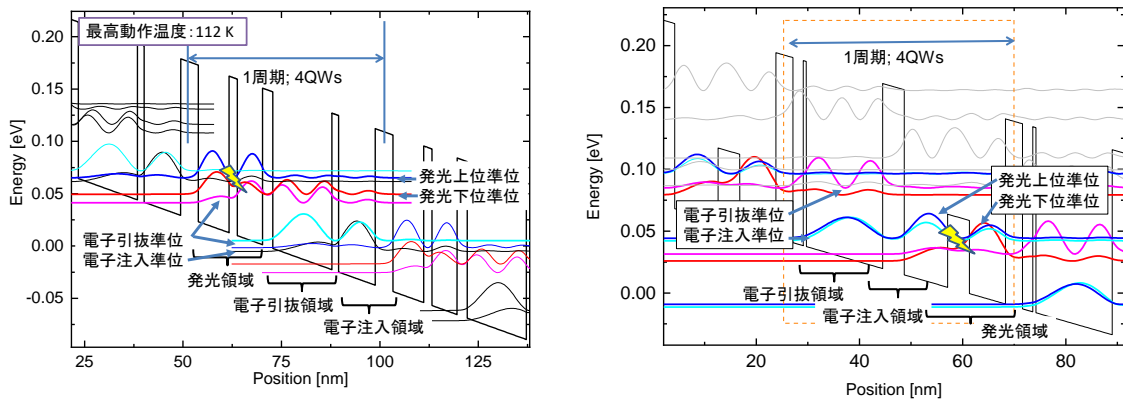 最高動作温度:112 K
1周期; 4QWs
発光上位準位
発光下位準位
電子引抜準位
電子注入準位
発光領域
電子引抜領域
電子注入領域
0.20
0.15
0.10
0.05
0.00
-0.05
Energy [eV]
25
50
75
100
125
Position [nm]
1周期; 4QWs
発光上位準位
発光下位準位
電子引抜準位
電子注入準位
電子引抜領域
電子注入領域
発光領域
0.20
0.15
0.10
0.05
0.00
Energy [eV]
20
40
60
80
Position [nm]